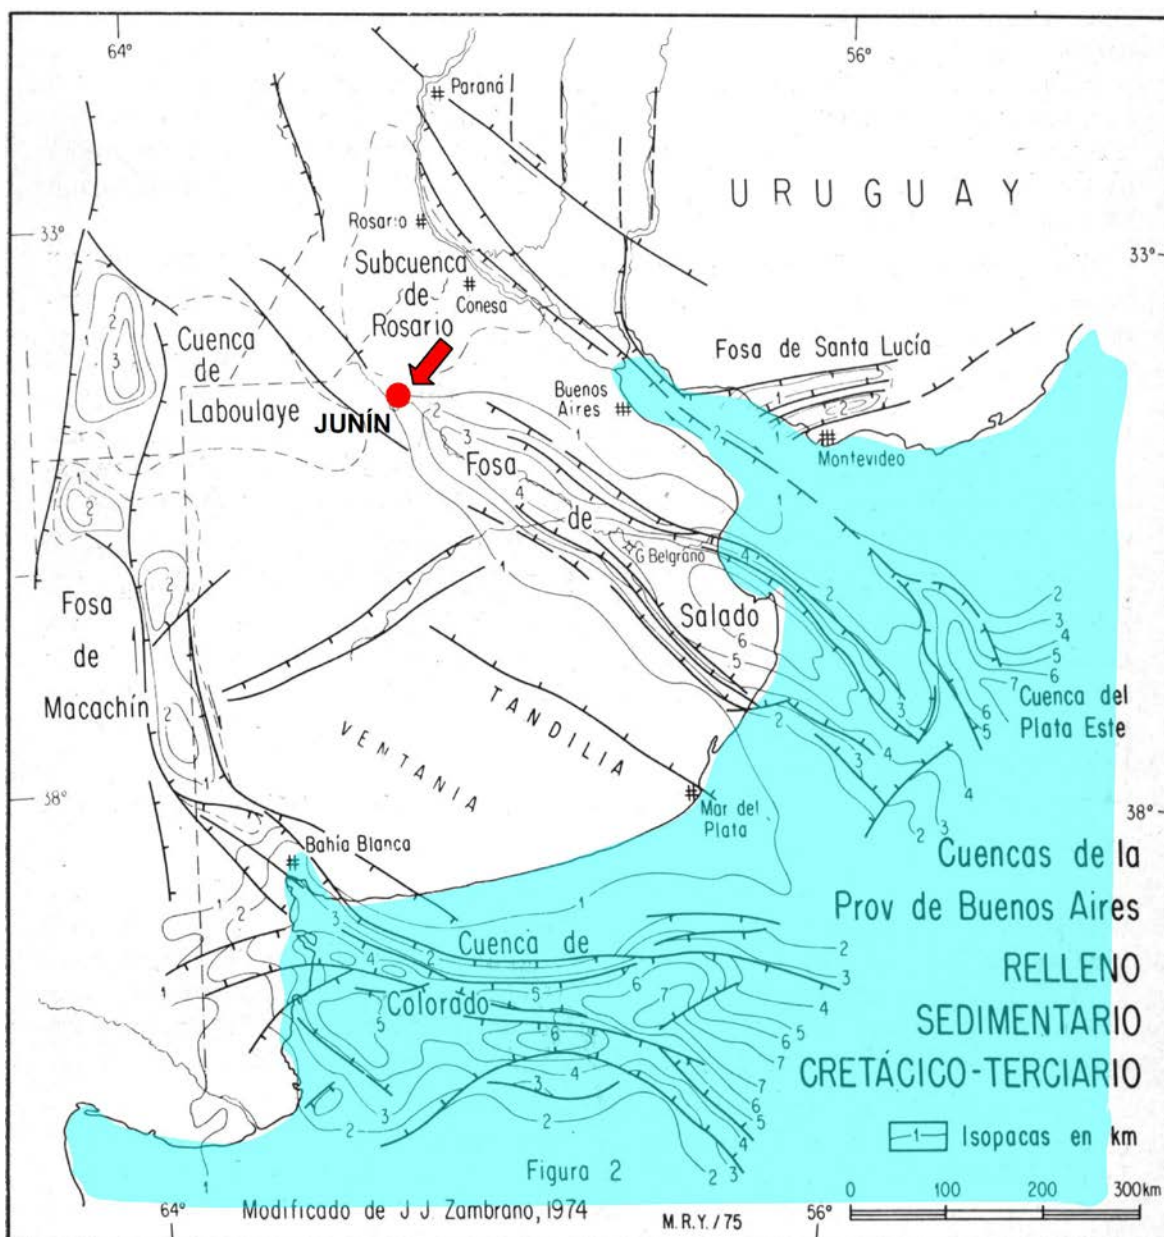 64°
56°
Paraná
URUGUAY
Rosario
33°
33°
Subcuenca
de
Rosario
Conesa
Cuenca
de
Laboulaye
Fosa de Santa Lucía
Buenos
Aires
JUNÍN
Montevideo
Fosa
de
G. Belgrano
Salado
Fosa
de
Macachín
TANDILIA
VENTANIA
Cuenca del
Plata Este
38°
38°
Mar del
Plata
Bahía Blanca
Cuencas de la
Prov de Buenos Aires
RELLENO
SEDIMENTARIO
CRETÁCICO-TERCIARIO
Cuenca de
Colorado
1 Isopacas en km
Figura 2
0 100 200 300km
64°
Modificado de J J. Zambrano, 1974
M.R.Y./75
56°